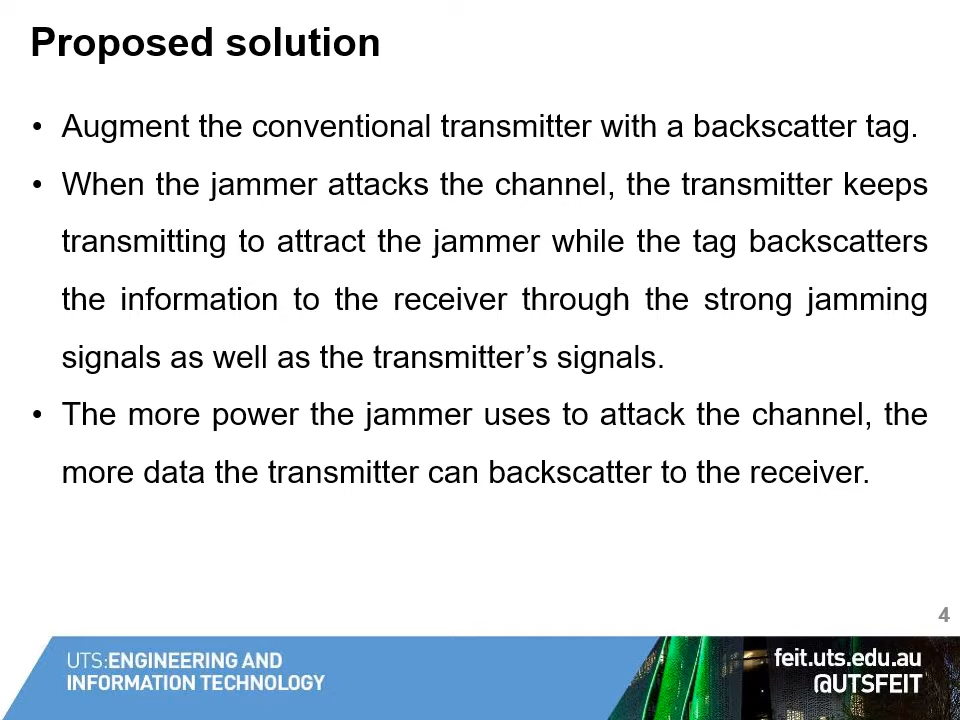 Proposed solution
• Augment the conventional transmitter with a backscatter tag.
• When the jammer attacks the channel, the transmitter keeps
transmitting to attract the jammer while the tag backscatters
the information to the receiver through the strong jamming
signals as well as the transmitter’s signals.
• The more power the jammer uses to attack the channel, the
more data the transmitter can backscatter to the receiver.
4
UTS:ENGINEERING AND
INFORMATION TECHNOLOGY
feit.uts.edu.au
@UTSFEIT